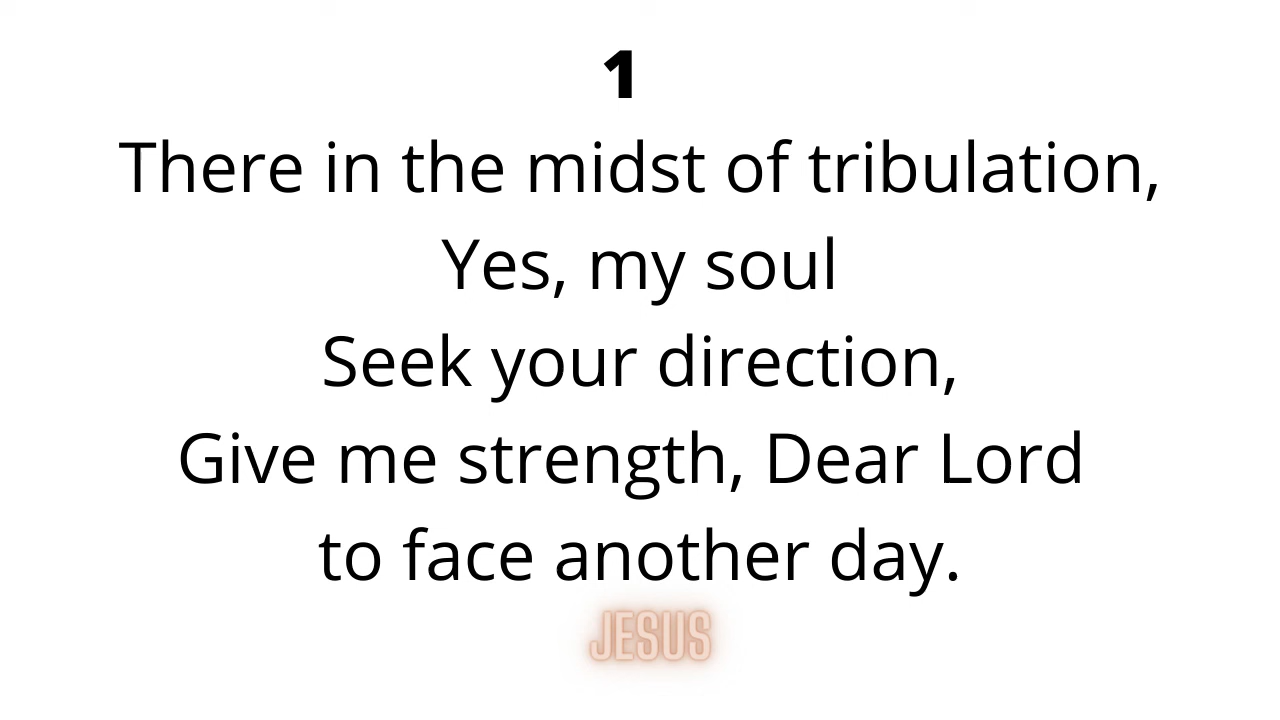 1
There in the midst of tribulation,
Yes, my soul
Seek your direction,
Give me strength, Dear Lord
to face another day.
JESUS